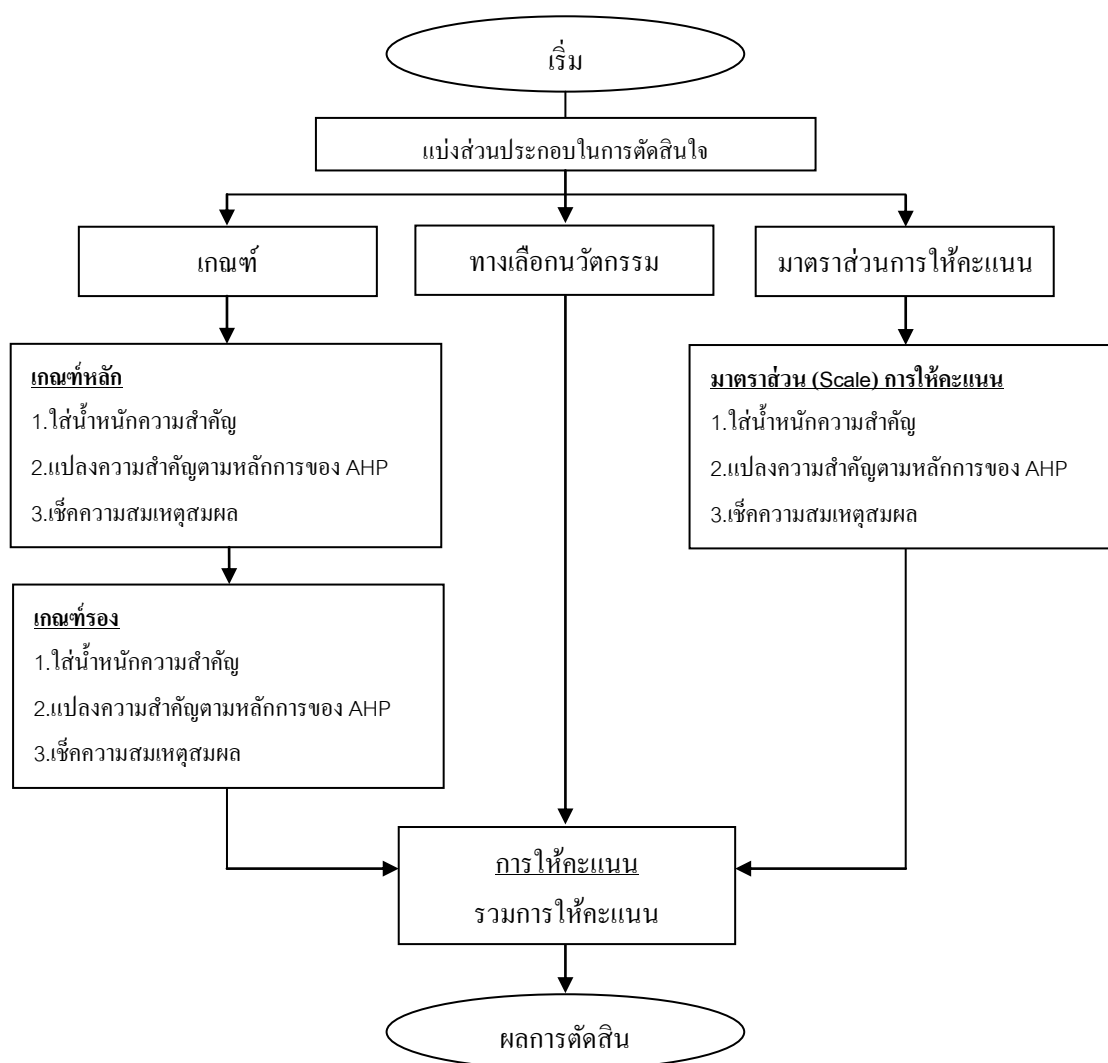 เริ่ม
แบ่งส่วนประกอบในการตัดสินใจ
เกณฑ์
ทางเลือกนวัตกรรม
มาตราส่วนการให้คะแนน
เกณฑ์หลัก
1.ใส่น้ำหนักความสำคัญ
2.แปลงความสำคัญตามหลักการของ AHP
3.เช็คความสมเหตุสมผล
มาตราส่วน (Scale) การให้คะแนน
1.ใส่น้ำหนักความสำคัญ
2.แปลงความสำคัญตามหลักการของ AHP
3.เช็คความสมเหตุสมผล
เกณฑ์รอง
1.ใส่น้ำหนักความสำคัญ
2.แปลงความสำคัญตามหลักการของ AHP
3.เช็คความสมเหตุสมผล
การให้คะแนน
รวมการให้คะแนน
ผลการตัดสิน